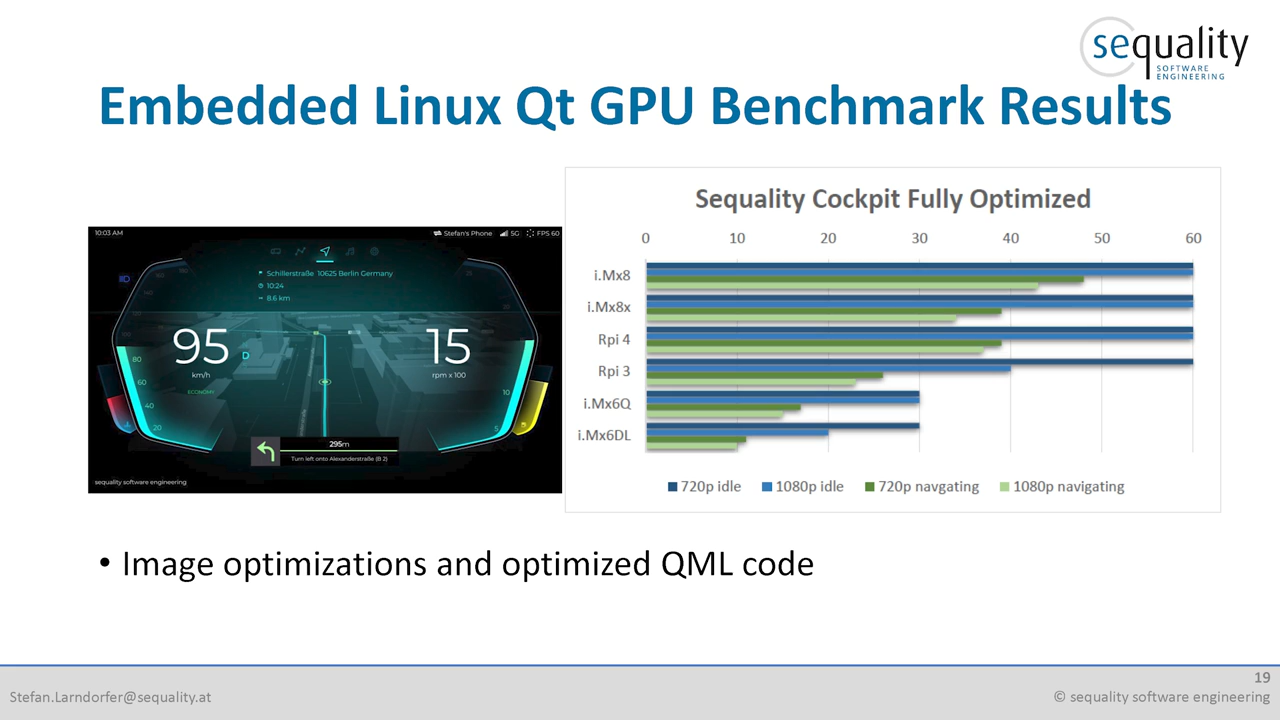 sequality
SOFTWARE
ENGINEERING
Embedded Linux Qt GPU Benchmark Results
10:03 AM
Stefan's Phone 5G FPS 60
Schillerstraße 10625 Berlin Germany
10:24
8.6 km
95 D
km/h
ECONOMY
15
rpm x 100
80
60
40
20
10
5
295m
Turn left onto Alexanderstraße (B 2)
sequality software engineering
Sequality Cockpit Fully Optimized
0 10 20 30 40 50 60
i.Mx8
i.Mx8x
Rpi 4
Rpi 3
i.Mx6Q
i.Mx6DL
720p idle 1080p idle 720p navgating 1080p navigating
• Image optimizations and optimized QML code
19
Stefan.Larndorfer@sequality.at © sequality software engineering